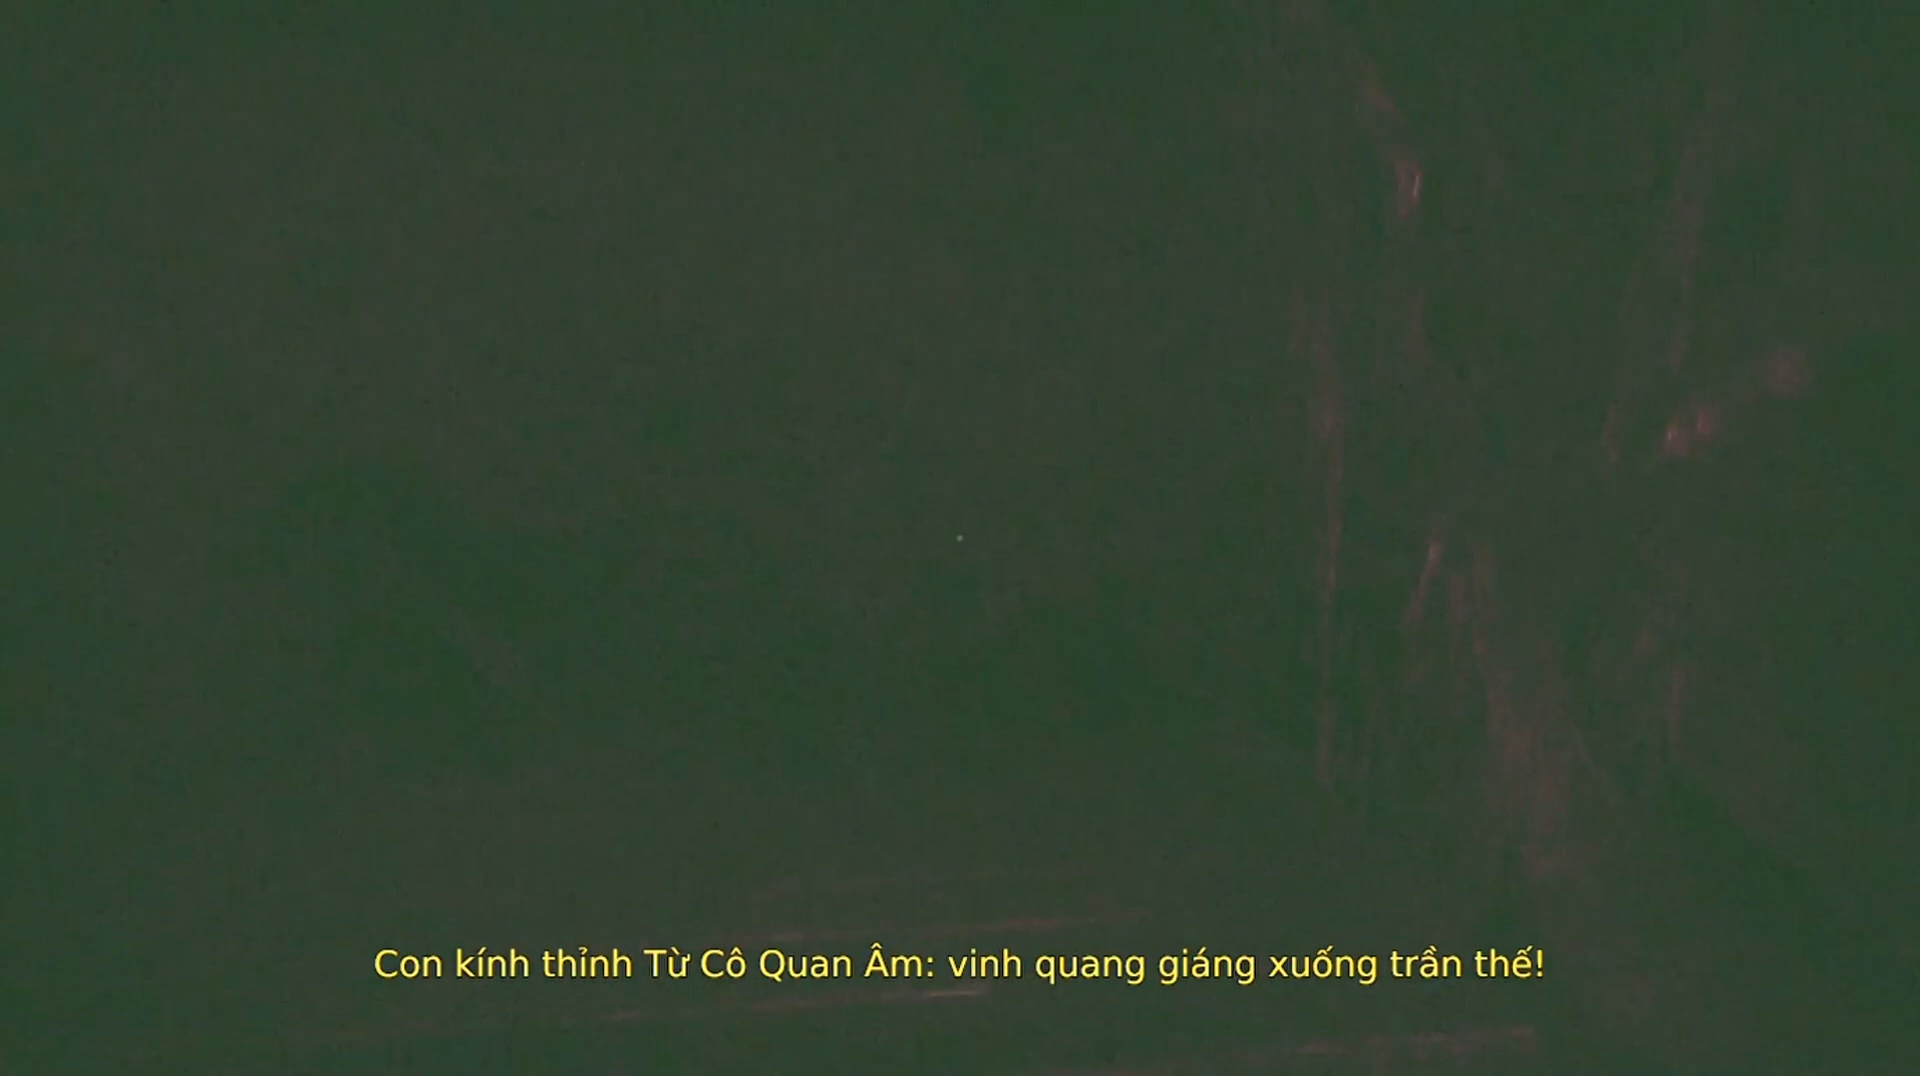 Con kính thỉnh Từ Cô Quan Âm: vinh quang giáng xuống trần thế!